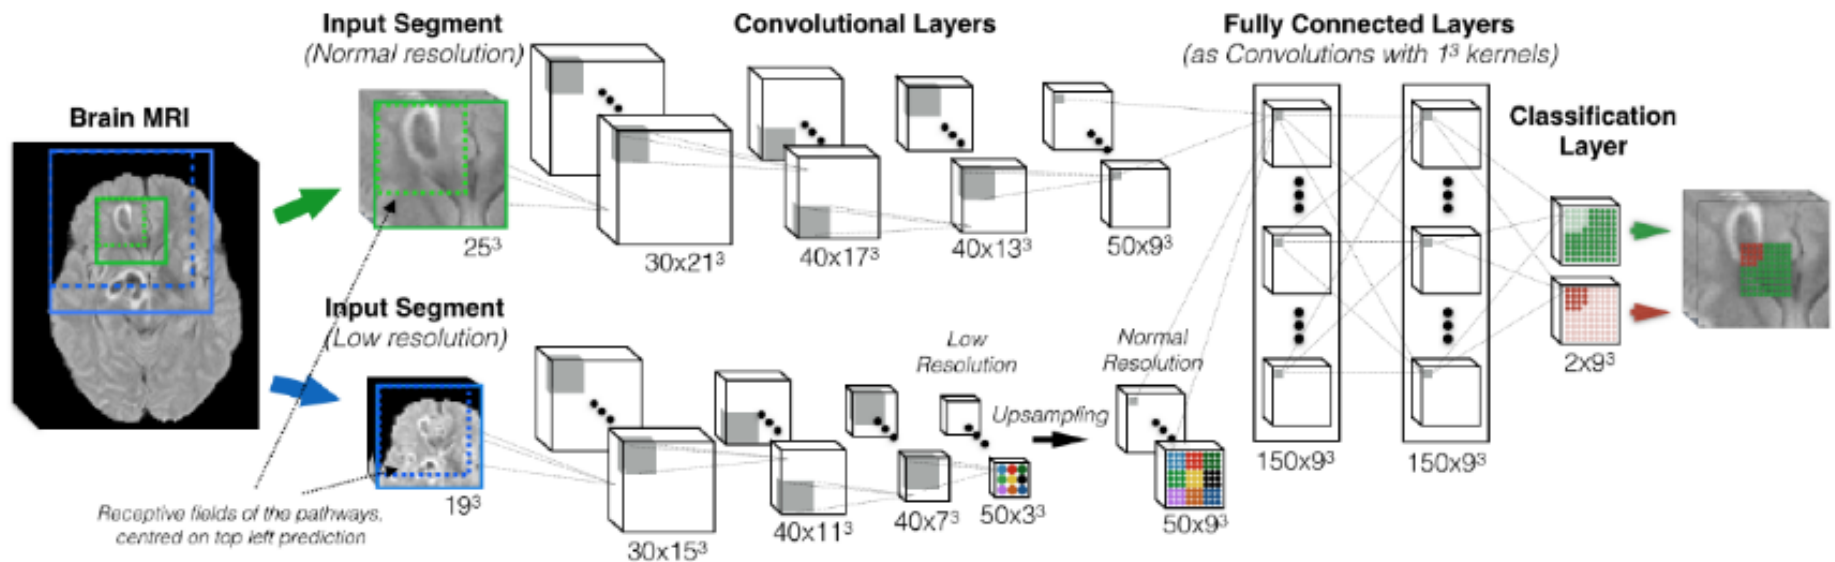 Brain MRI
Input Segment
(Normal resolution)
25³
Convolutional Layers
30x21³
40x17³
40x13³
50x9³
Fully Connected Layers
(as Convolutions with 1³ kernels)
150x9³
150x9³
Classification
Layer
2x9³
Input Segment
(Low resolution)
19³
30x15³
40x11³
40x7³
Low
Resolution
50x3³
Upsampling
Normal
Resolution
50x9³
Receptive fields of the pathways,
centred on top left prediction